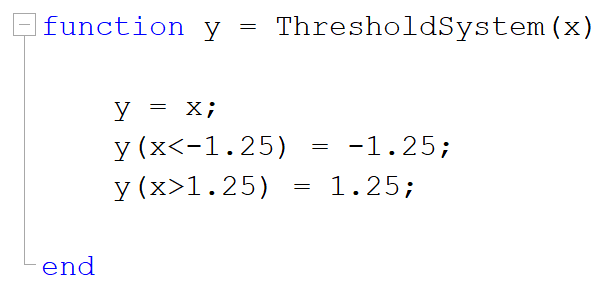 function y = ThresholdSystem(x)
y = x;
y(x<-1.25) = -1.25;
y(x>1.25) = 1.25;
end